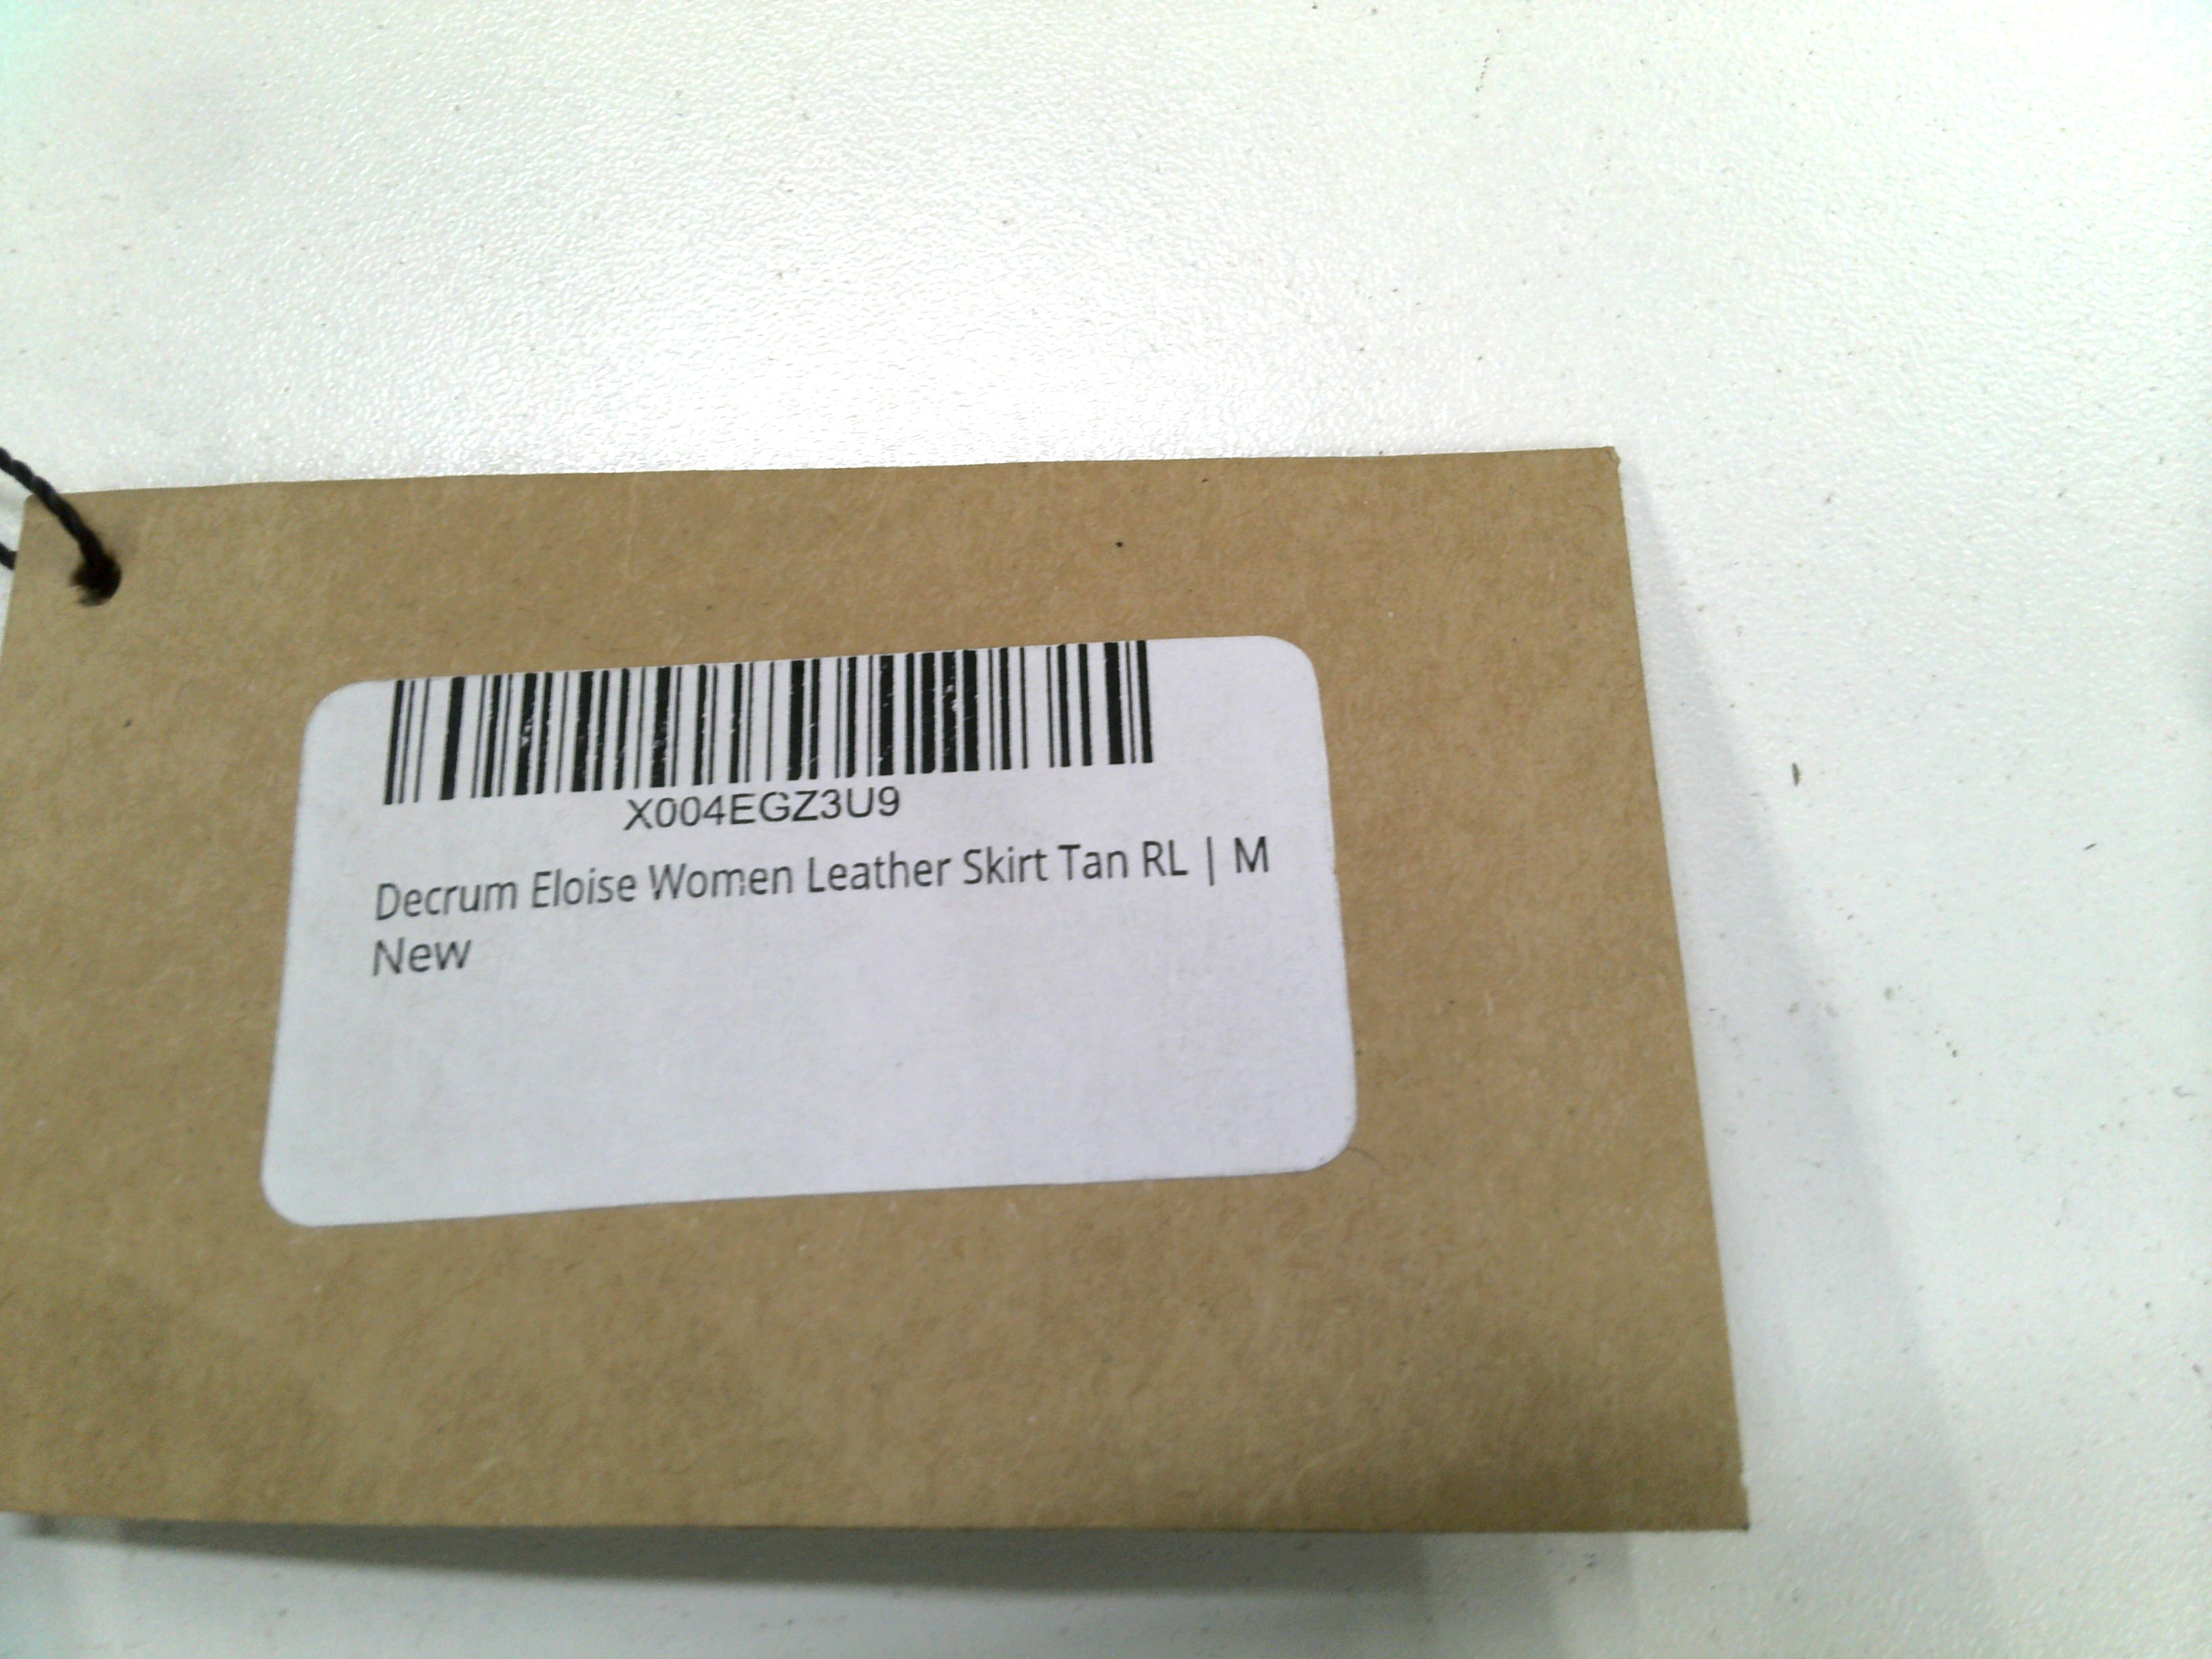 X004EGZ3U9
Decrum Eloise Women Leather Skirt Tan RL | M
New